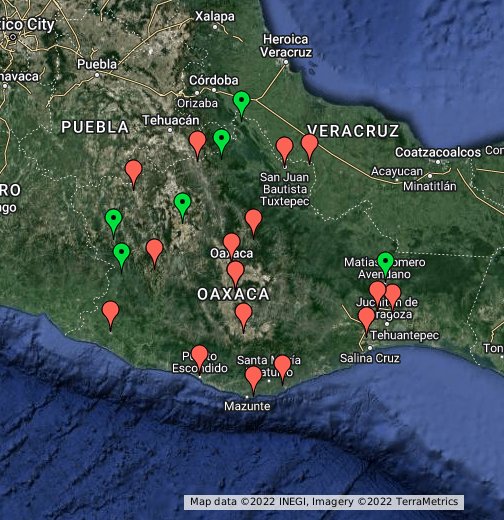 Xalapa
ico City
Heroica
Veracruz
Puebla
navaca
Córdoba
Orizaba
Tehuacán
PUEBLA
VERACRUZ
Coatzacoalcos
Con
Acayucan
Minatitlán
San Juan
Bautista
Tuxtepec
RO
ngo
Oaxaca
Matías Romero
Avendaño
OAXACA
Juchitán de
Zaragoza
Tehuantepec
Salina Cruz
Ton
Puerto
Escondido
Santa María
Huatulco
Mazunte
Map data ©2022 INEGI, Imagery ©2022 TerraMetrics